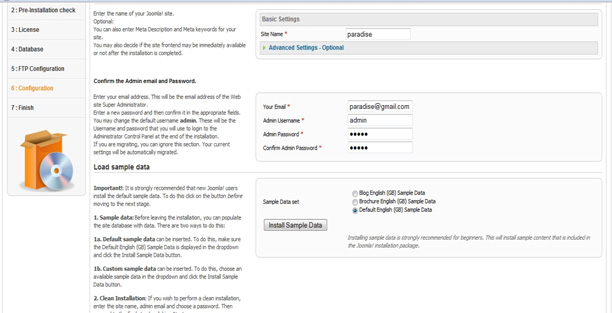 2 : Pre-Installation check
3 : License
4 : Database
5 : FTP Configuration
6 : Configuration
7 : Finish
Enter the name of your Joomla! site.
Optional:
You can also enter Meta Description and Meta keywords for your
site.
You may also decide if the site frontend may be immediately available
or not after the installation is completed.
Basic Settings
Site Name * paradise
Advanced Settings - Optional
Confirm the Admin email and Password.
Enter your email address. This will be the email address of the Web
site Super Administrator.
Enter a new password and then confirm it in the appropriate fields.
You may change the default username admin. These will be the
Username and password that you will use to login to the
Administrator Control Panel at the end of the installation.
If you are migrating, you can ignore this section. Your current
settings will be automatically migrated.
Your Email * paradise@gmail.com
Admin Username * admin
Admin Password * •••••
Confirm Admin Password * •••••
Load sample data
Important!: It is strongly recommended that new Joomla! users
install the default sample data. To do this click on the button before
moving to the next stage.
1. Sample data: Before leaving the installation, you can populate
the site database with data. There are two ways to do this:
1a. Default sample data can be inserted. To do this, make sure
the Default English (GB) Sample Data is displayed in the dropdown
and click the Install Sample Data button.
1b. Custom sample data can be inserted. To do this, choose an
available sample data in the dropdown and click the Install Sample
Data button.
2. Clean Installation: If you wish to perform a clean installation,
enter the site name, admin email and choose a password. Then
Sample Data set
Blog English (GB) Sample Data
Brochure English (GB) Sample Data
Default English (GB) Sample Data
Install Sample Data
Installing sample data is strongly recommended for beginners. This will install sample content that is included in
the Joomla! installation package.